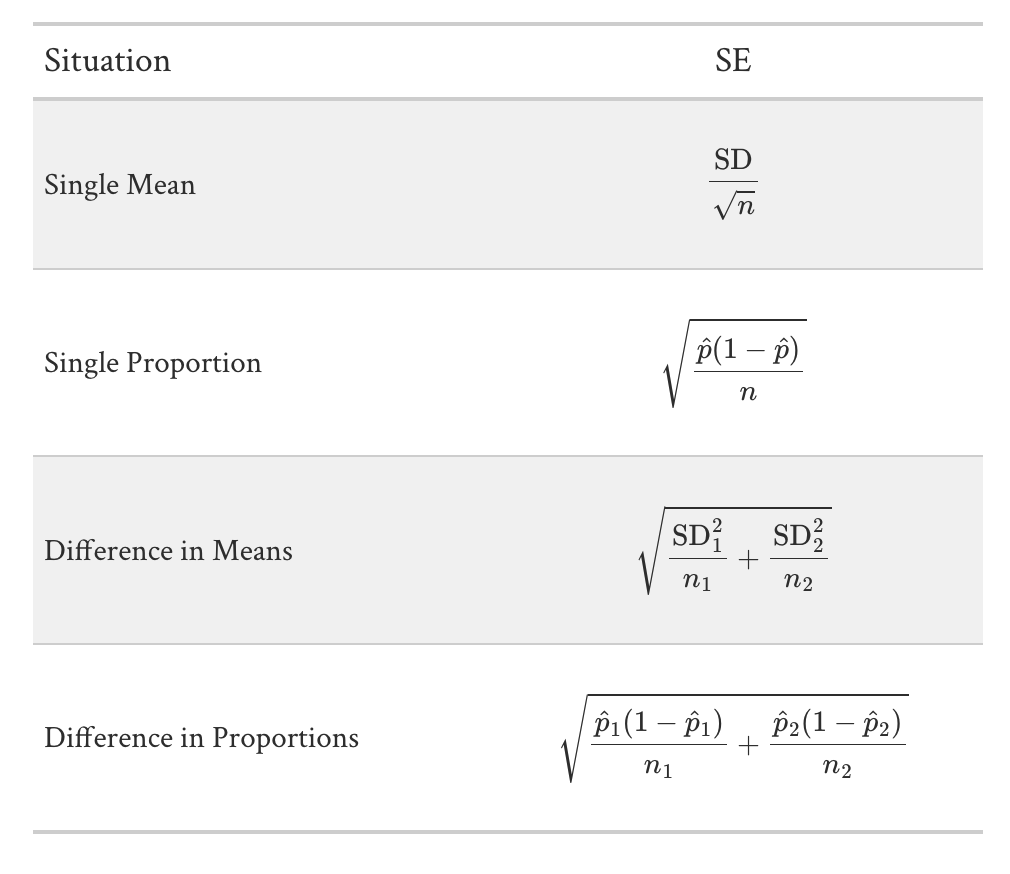 Situation SE
Single Mean $\frac{\text{SD}}{\sqrt{n}}$
Single Proportion $\sqrt{\frac{\hat{p}(1-\hat{p})}{n}}$
Difference in Means $\sqrt{\frac{\text{SD}_1^2}{n_1}+\frac{\text{SD}_2^2}{n_2}}$
Difference in Proportions $\sqrt{\frac{\hat{p}_1(1-\hat{p}_1)}{n_1}+\frac{\hat{p}_2(1-\hat{p}_2)}{n_2}}$